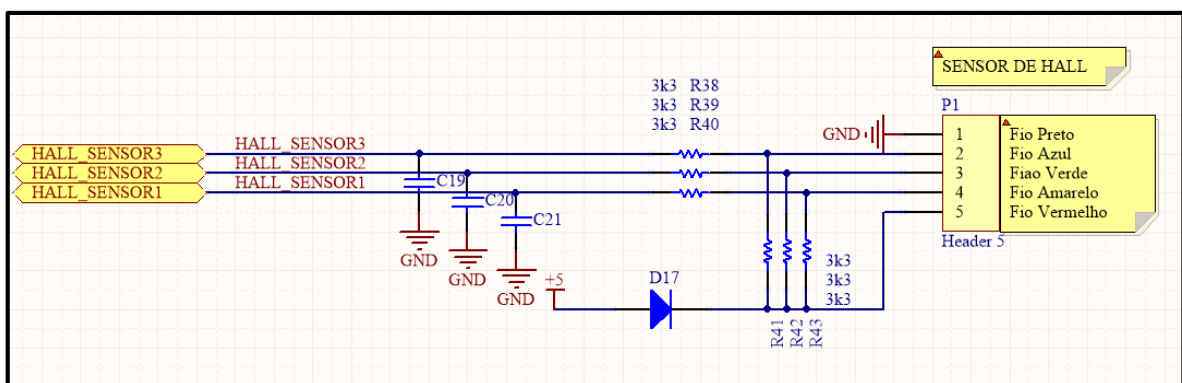 SENSOR DE HALL
3k3 R38
3k3 R39
3k3 R40
P1
GND
1 Fio Preto
2 Fio Azul
3 Fiao Verde
4 Fio Amarelo
5 Fio Vermelho
Header 5
HALL_SENSOR3 HALL_SENSOR3
HALL_SENSOR2 HALL_SENSOR2
HALL_SENSOR1 HALL_SENSOR1
C19
C20
C21
GND
GND
GND
+5
D17
3k3
3k3
3k3
R41
R42
R43